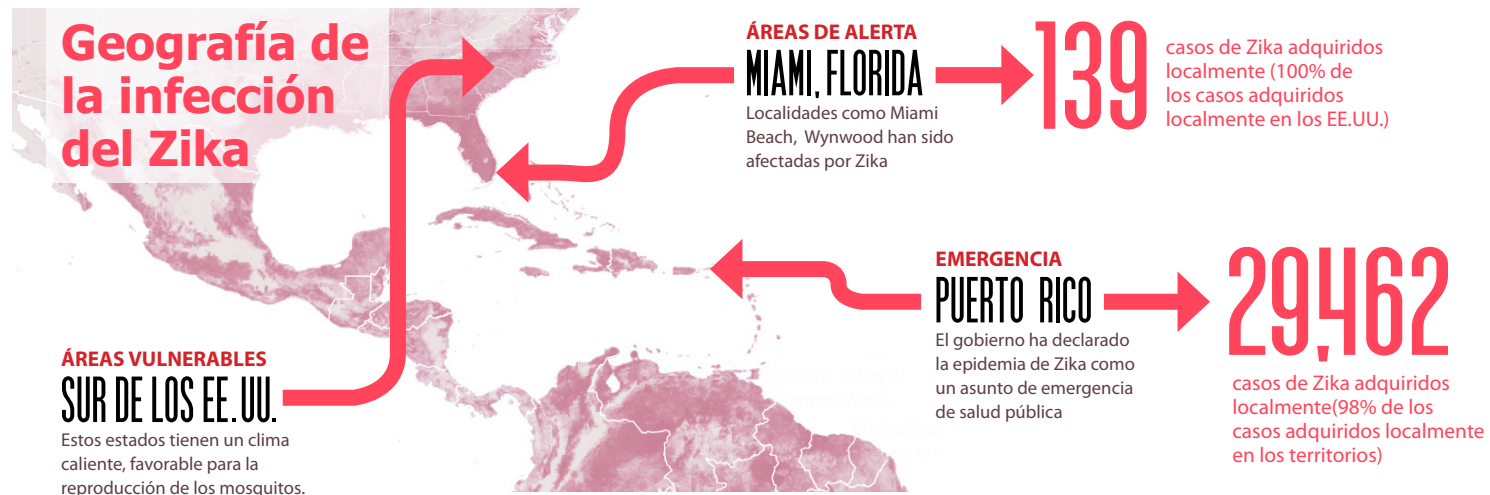 Geografía de
la infección
del Zika
ÁREAS DE ALERTA
MIAMI, FLORIDA
Localidades como Miami
Beach, Wynwood han sido
afectadas por Zika
139
casos de Zika adquiridos
localmente (100% de
los casos adquiridos
localmente en los EE.UU.)
EMERGENCIA
PUERTO RICO
El gobierno ha declarado
la epidemia de Zika como
un asunto de emergencia
de salud pública
29,462
casos de Zika adquiridos
localmente(98% de los
casos adquiridos localmente
en los territorios)
ÁREAS VULNERABLES
SUR DE LOS EE.UU.
Estos estados tienen un clima
caliente, favorable para la
reproducción de los mosquitos.